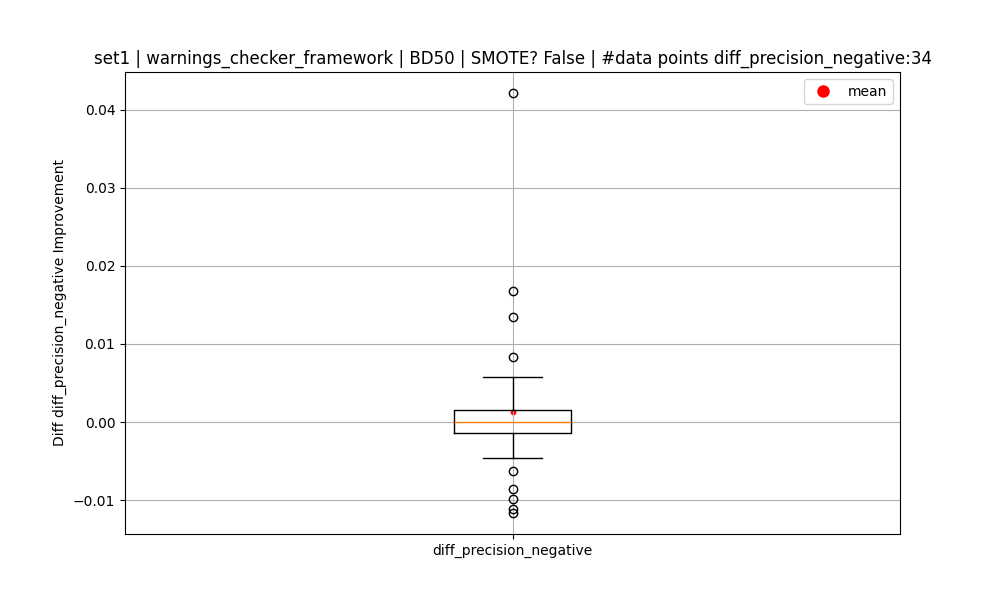 set1 | warnings_checker_framework | BD50 | SMOTE? False | #data points diff_precision_negative:34
mean
0.04
0.03
0.02
0.01
0.00
−0.01
Diff diff_precision_negative Improvement
diff_precision_negative